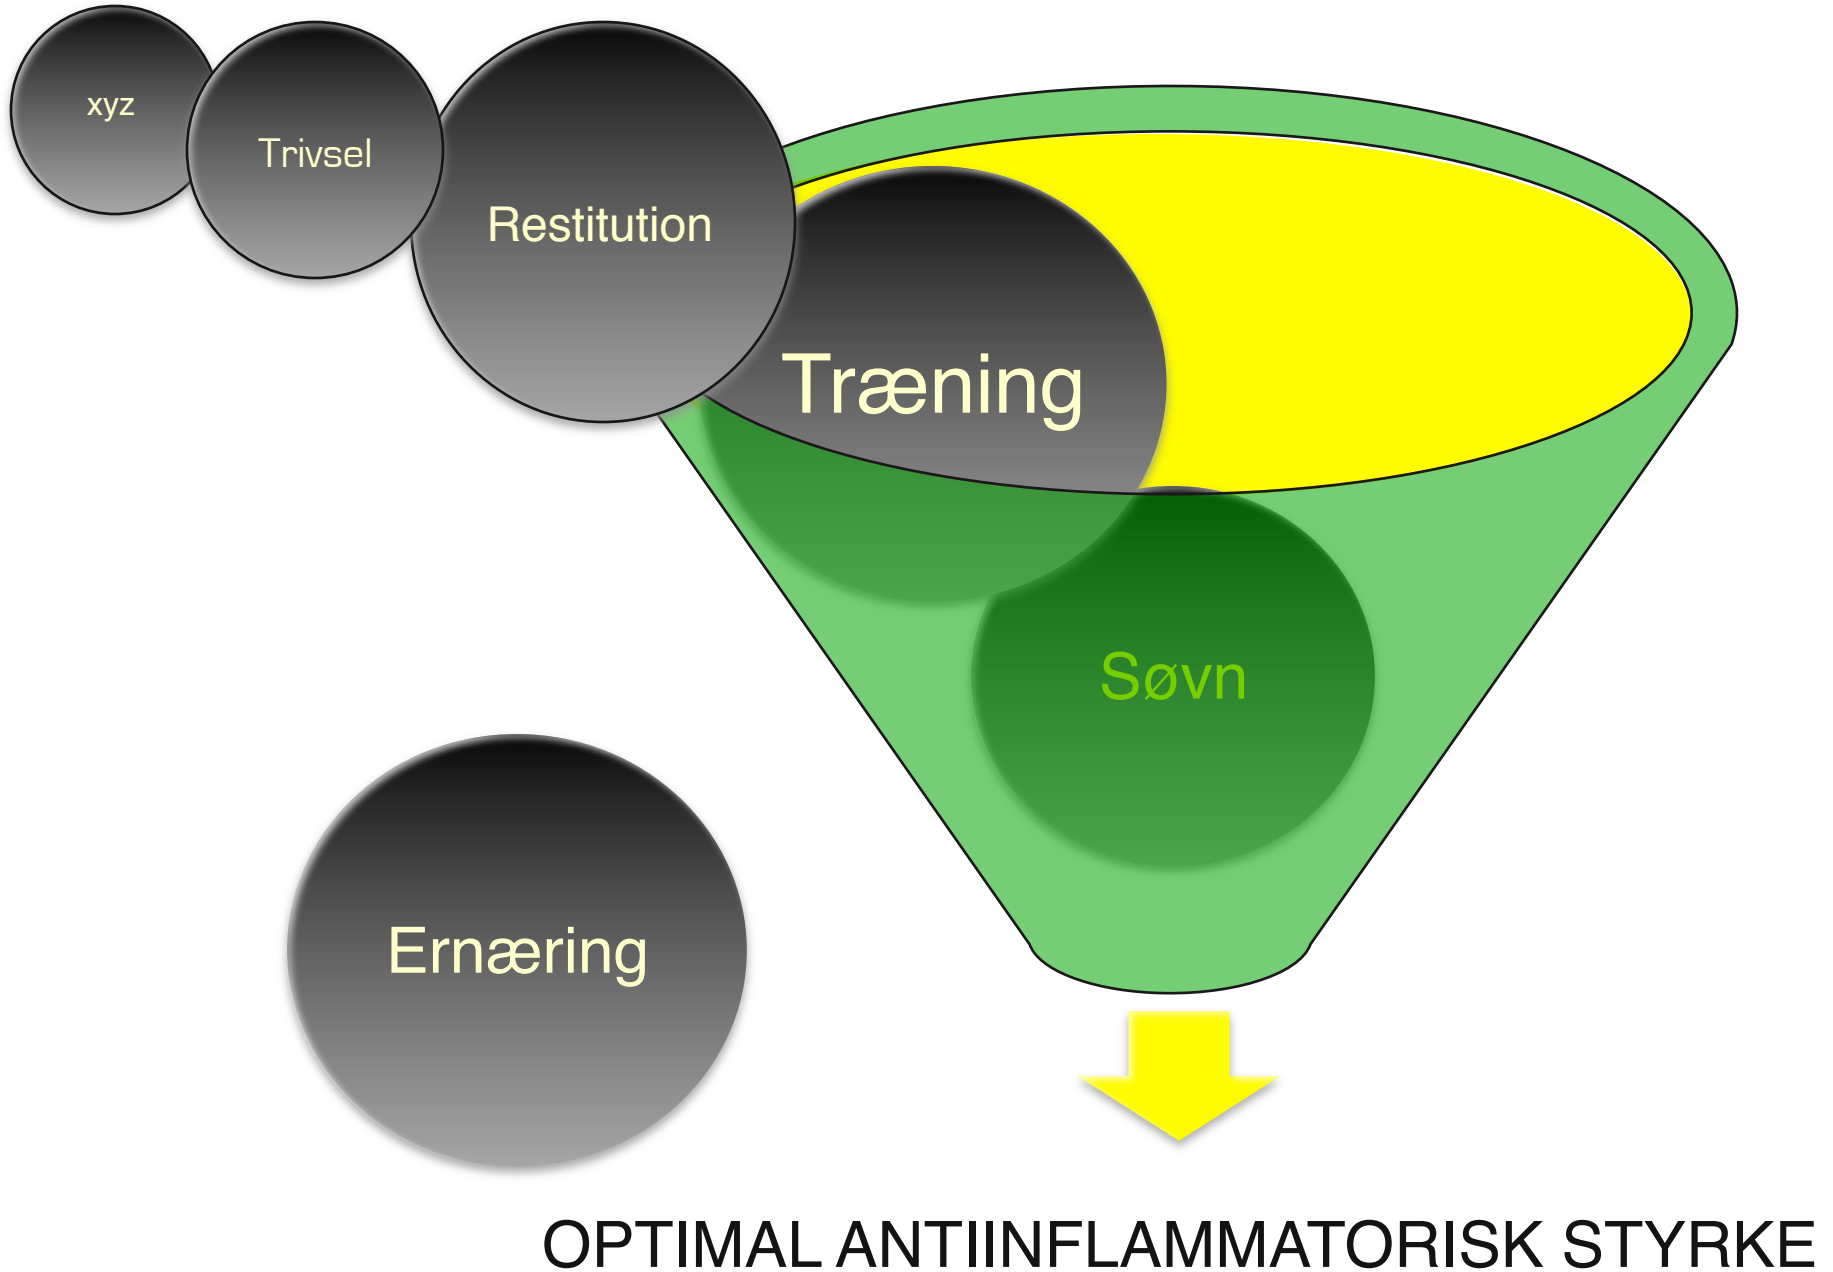 xyz
Trivsel
Restitution
Træning
Søvn
Ernæring
OPTIMAL ANTIINFLAMMATORISK STYRKE